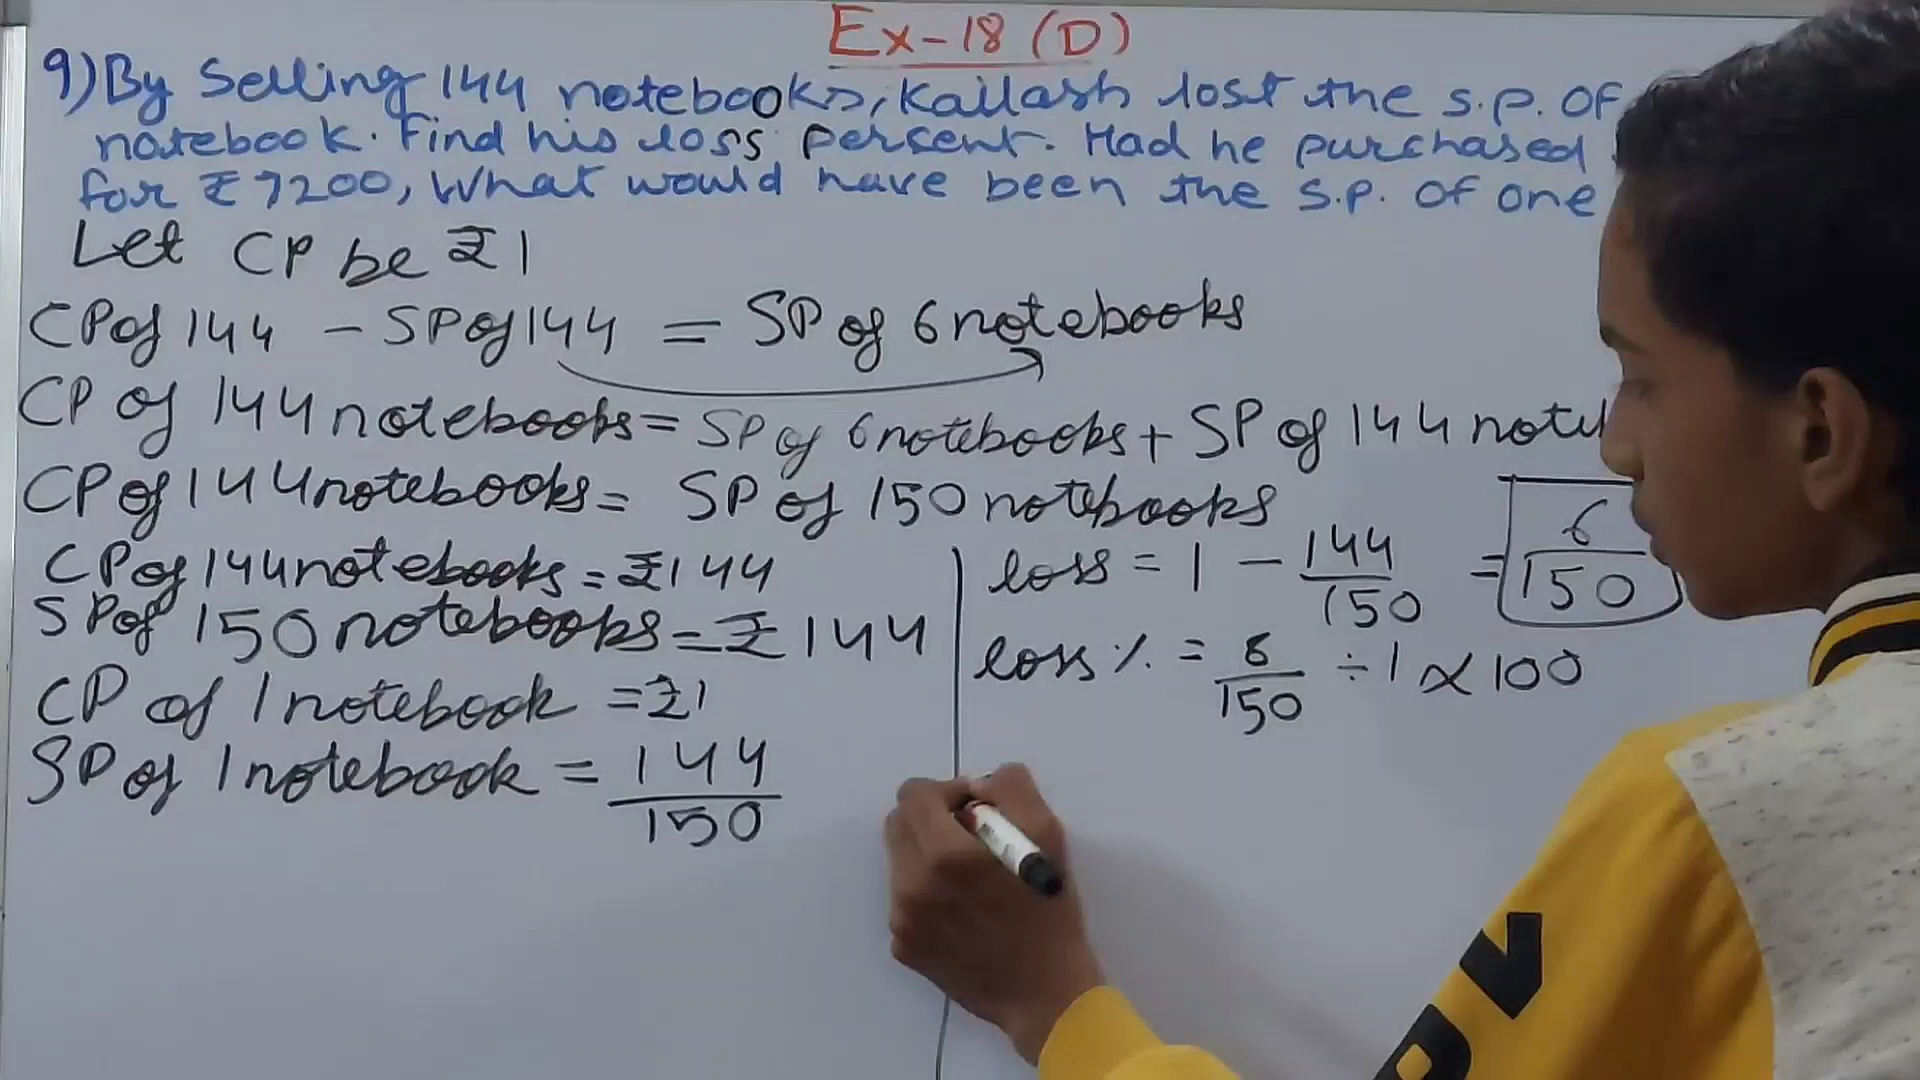 Ex-18 (D)
9) By Selling 144 notebooks, Kailash lost the s.p. OF
notebook. Find his loss percent. Had he purchased
for ₹7200, What would have been the s.p. of one
Let CP be ₹1
CP of 144 - SP of 144 = SP of 6 notebooks
CP of 144 notebooks = SP of 6 notebooks + SP of 144
CP of 144 notebooks = SP of 150 notebooks
CP of 144 notebooks = ₹144
SP of 150 notebooks = ₹144
CP of 1 notebook = ₹1
SP of 1 notebook = 144/150
loss = 1 - 144/150 = 6/150
loss % = 6/150 ÷ 1 × 100